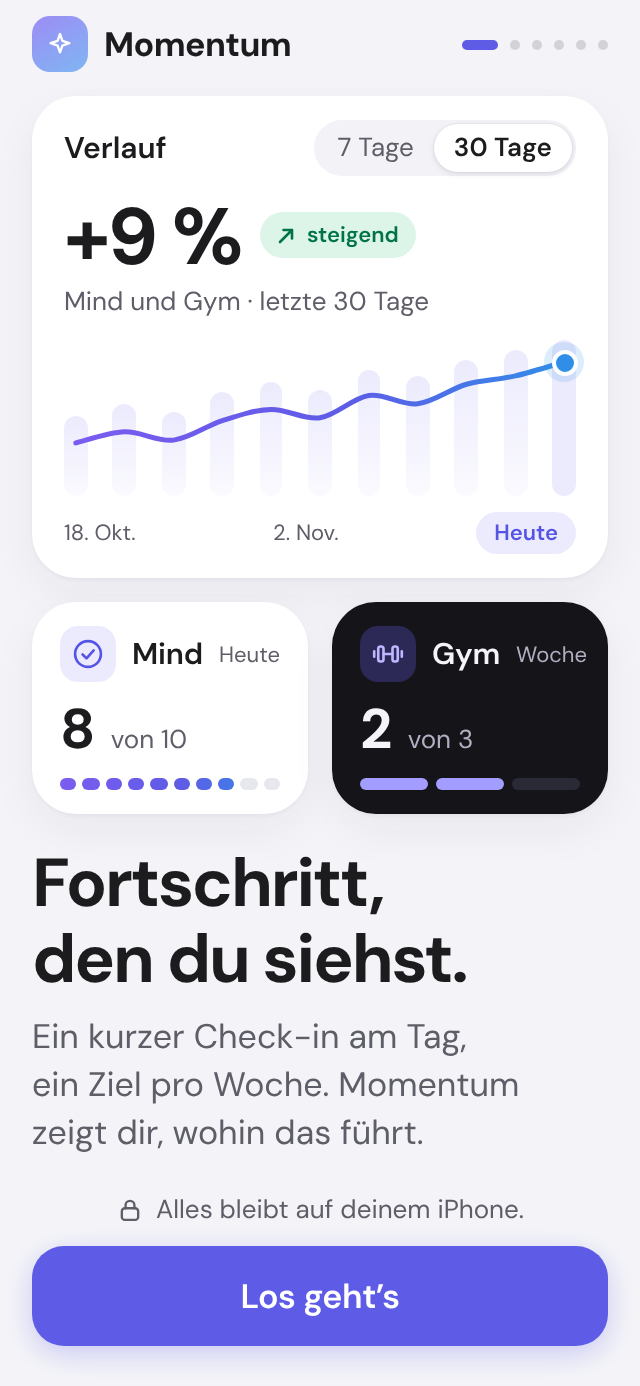 Momentum
Verlauf
7 Tage
30 Tage
+9 %
steigend
Mind und Gym · letzte 30 Tage
18. Okt.
2. Nov.
Heute
Mind
Heute
8 von 10
Gym
Woche
2 von 3
Fortschritt,
den du siehst.
Ein kurzer Check-in am Tag,
ein Ziel pro Woche. Momentum
zeigt dir, wohin das führt.
Alles bleibt auf deinem iPhone.
Los geht’s